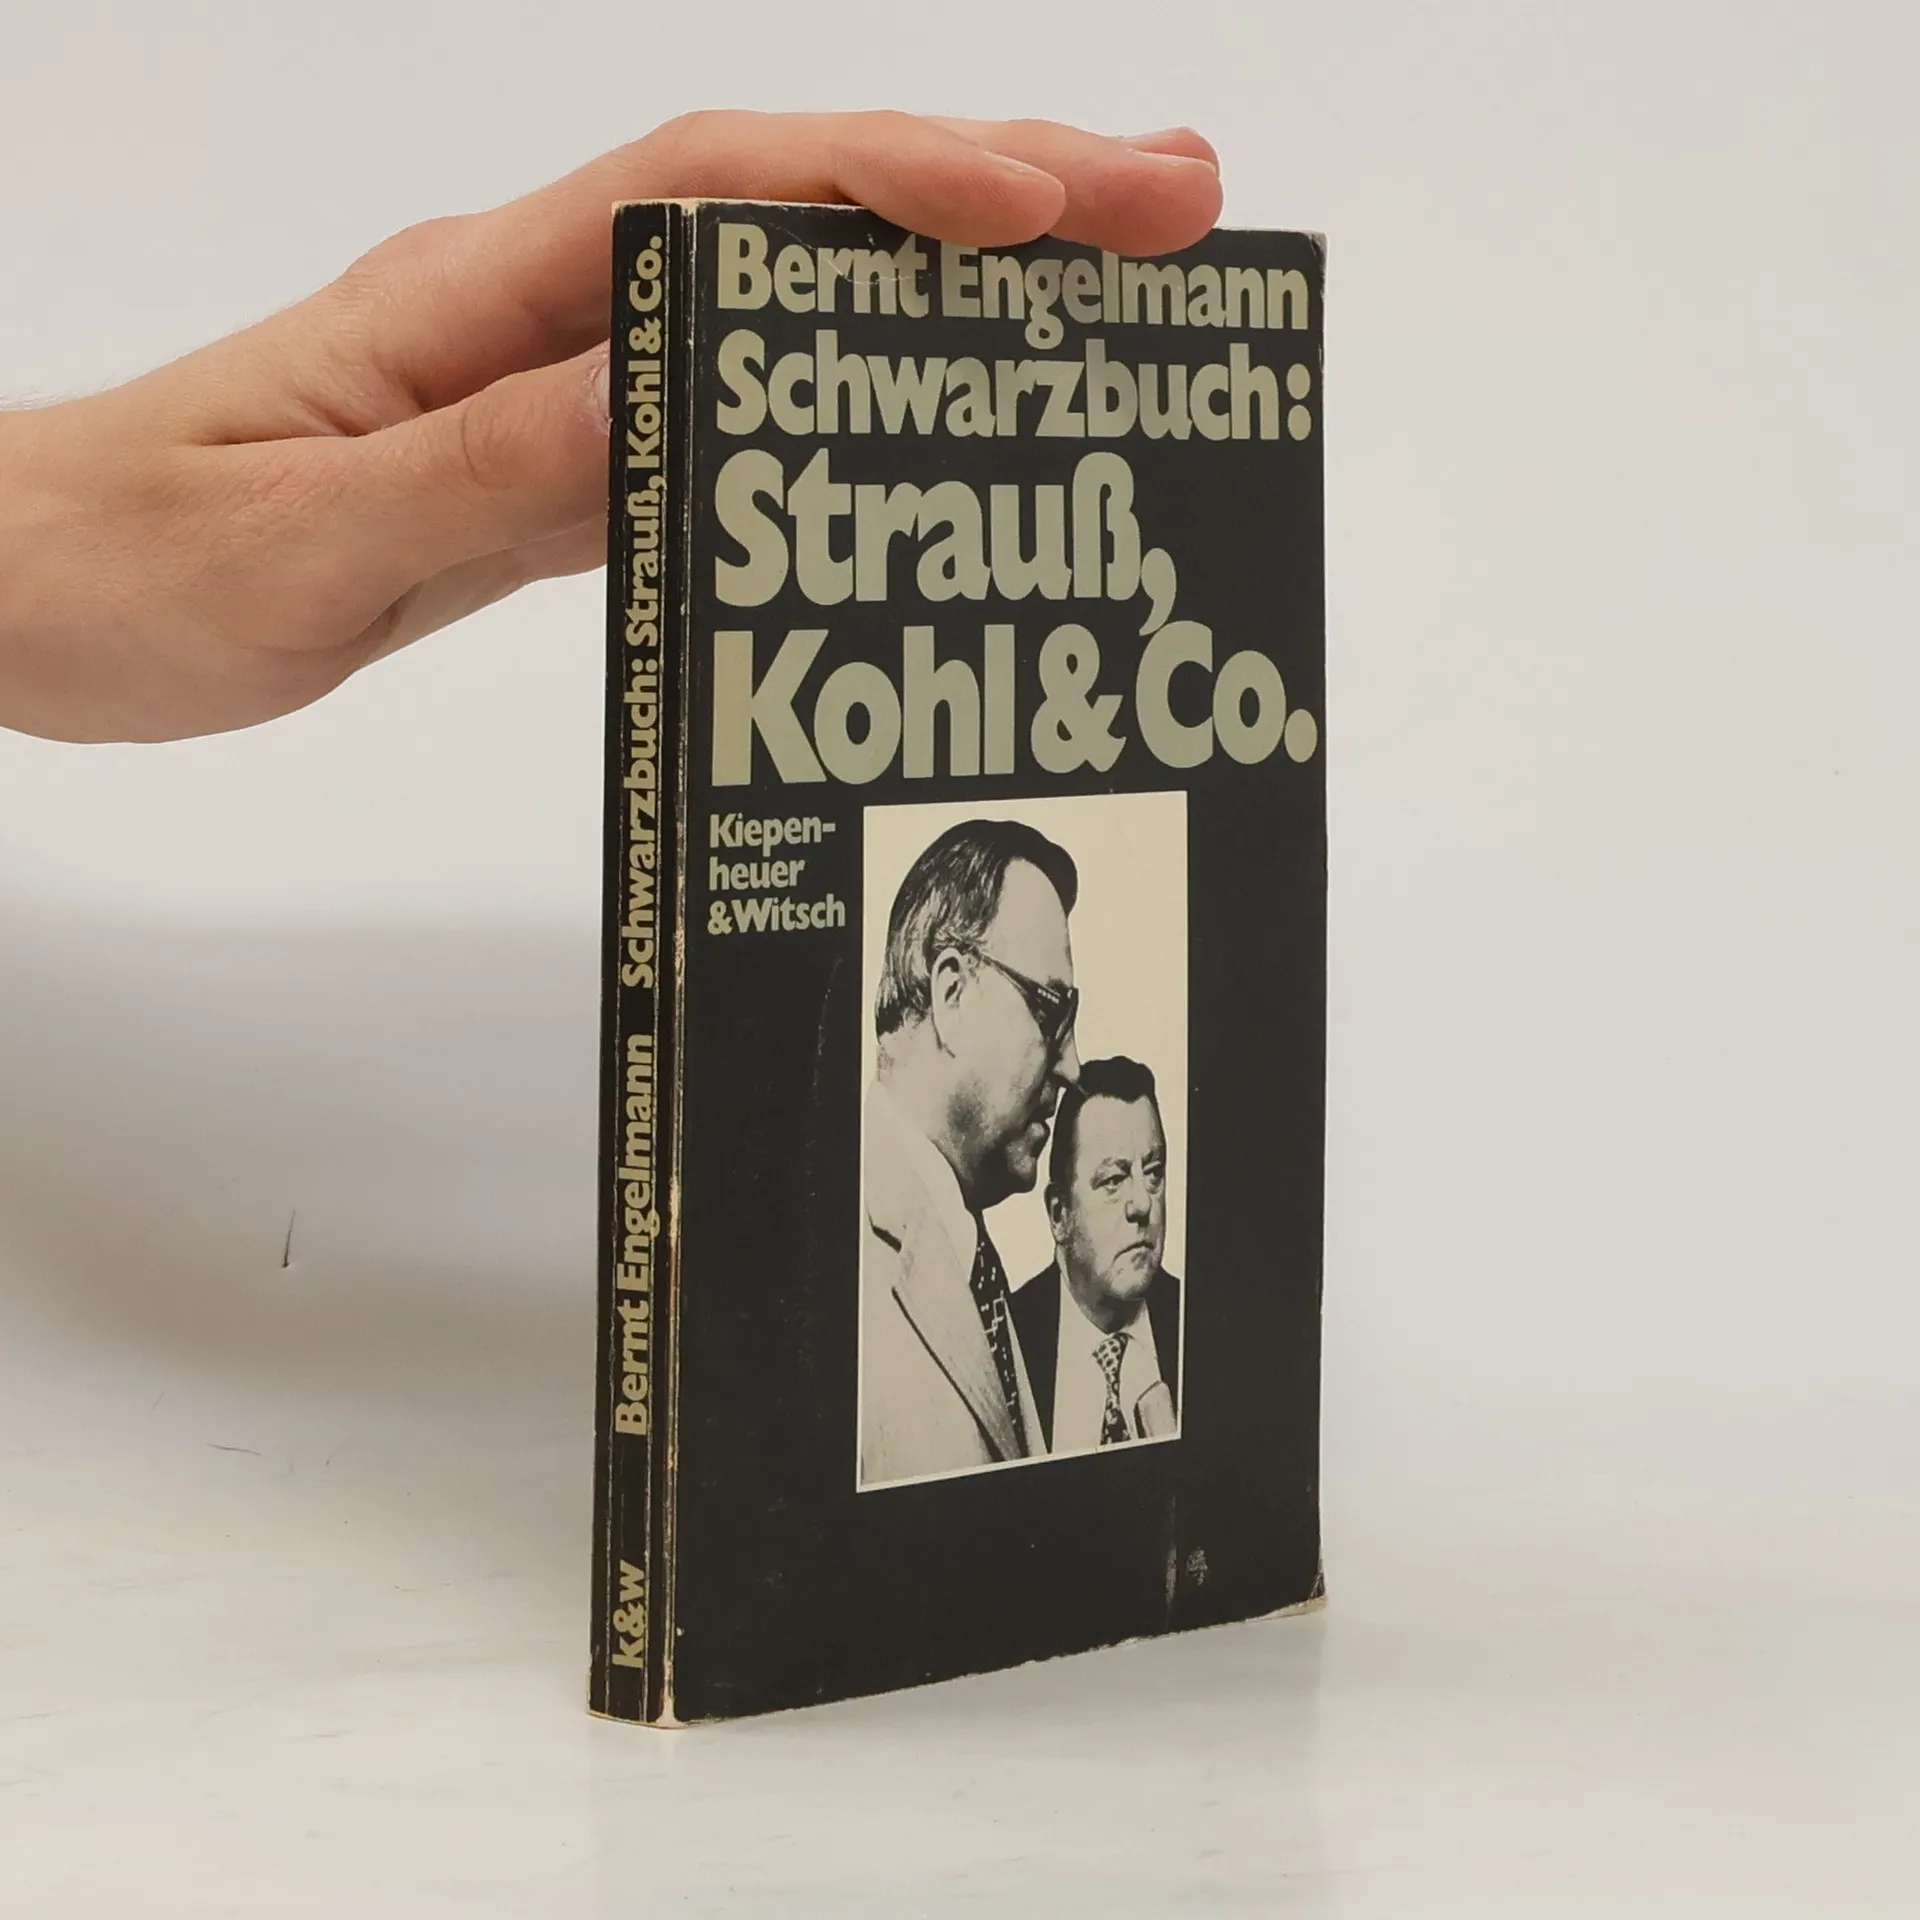 Bernt Engelmann
Schwarzbuch:
Strauß,
Kohl & Co.
Kiepen-
heuer
& Witsch
k&w Bernt Engelmann Schwarzbuch: Strauß, Kohl & Co.